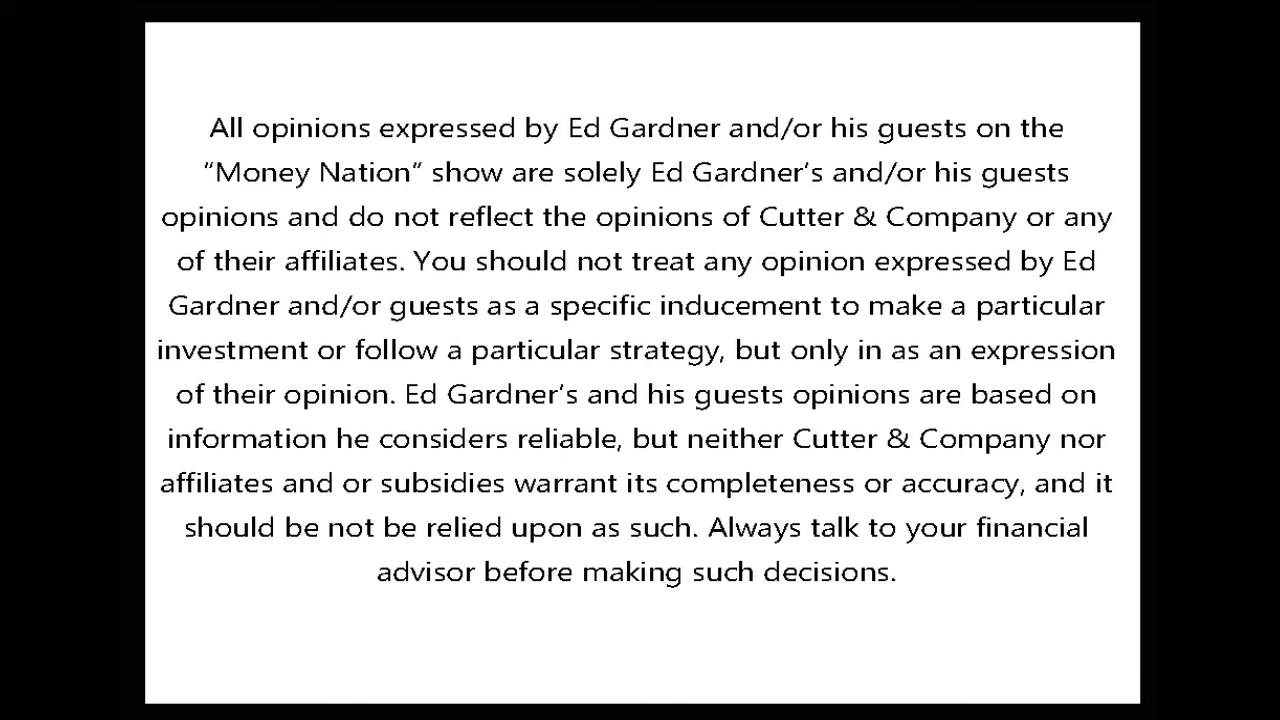 All opinions expressed by Ed Gardner and/or his guests on the
“Money Nation” show are solely Ed Gardner’s and/or his guests
opinions and do not reflect the opinions of Cutter & Company or any
of their affiliates. You should not treat any opinion expressed by Ed
Gardner and/or guests as a specific inducement to make a particular
investment or follow a particular strategy, but only in as an expression
of their opinion. Ed Gardner’s and his guests opinions are based on
information he considers reliable, but neither Cutter & Company nor
affiliates and or subsidies warrant its completeness or accuracy, and it
should be not be relied upon as such. Always talk to your financial
advisor before making such decisions.